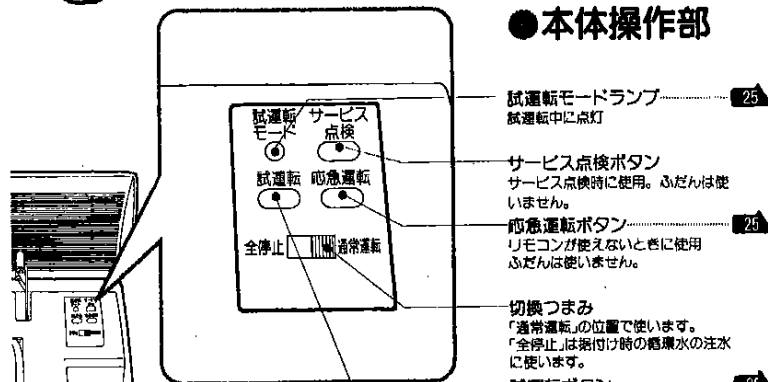 ●本体操作部
試運転モードランプ 25
試運転中に点灯
サービス点検ボタン
サービス点検時に使用。ふだんは使
いません。
応急運転ボタン 25
リモコンが使えないときに使用
ふだんは使いません。
切換つまみ
「通常運転」の位置で使います。
「全停止」は据付け時の循環水の注水
に使います。
試運転ボタン 25
試運転
モード
サービス
点検
試運転
応急運転
全停止
通常運転